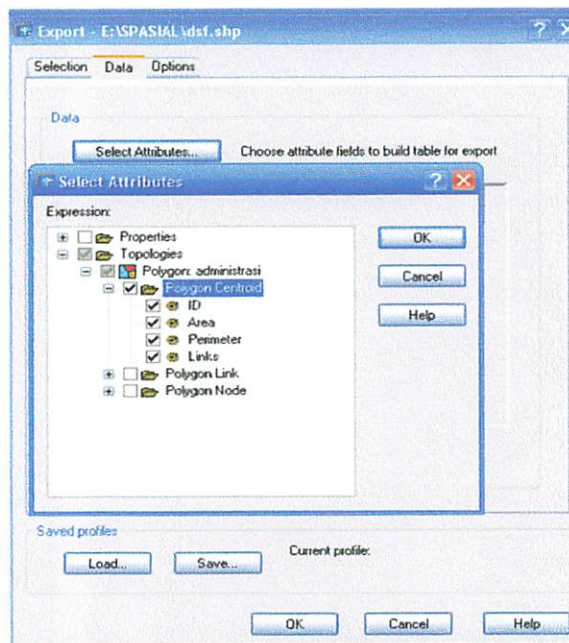 Export - E:\SPASIAL\dsf.shp
Selection Data Options
Data
Select Attributes... Choose attribute fields to build table for export
Select Attributes
Expression:
Properties
Topologies
Polygon: administrasi
Polygon Centroid
ID
Area
Perimeter
Links
Polygon Link
Polygon Node
OK
Cancel
Help
Saved profiles
Load... Save... Current profile:
OK Cancel Help